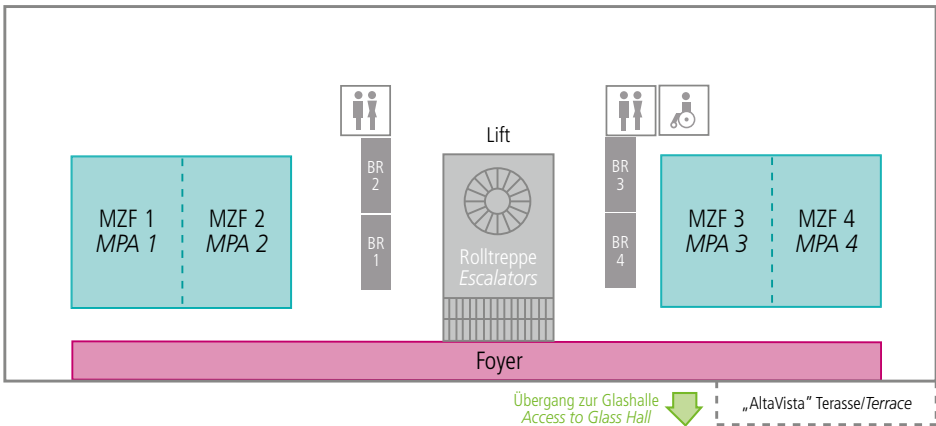 Lift
BR
2
BR
3
MZF 1
MPA 1
MZF 2
MPA 2
BR
1
Rolltreppe
Escalators
BR
4
MZF 3
MPA 3
MZF 4
MPA 4
Foyer
Übergang zur Glashalle
Access to Glass Hall
„AltaVista" Terasse/Terrace